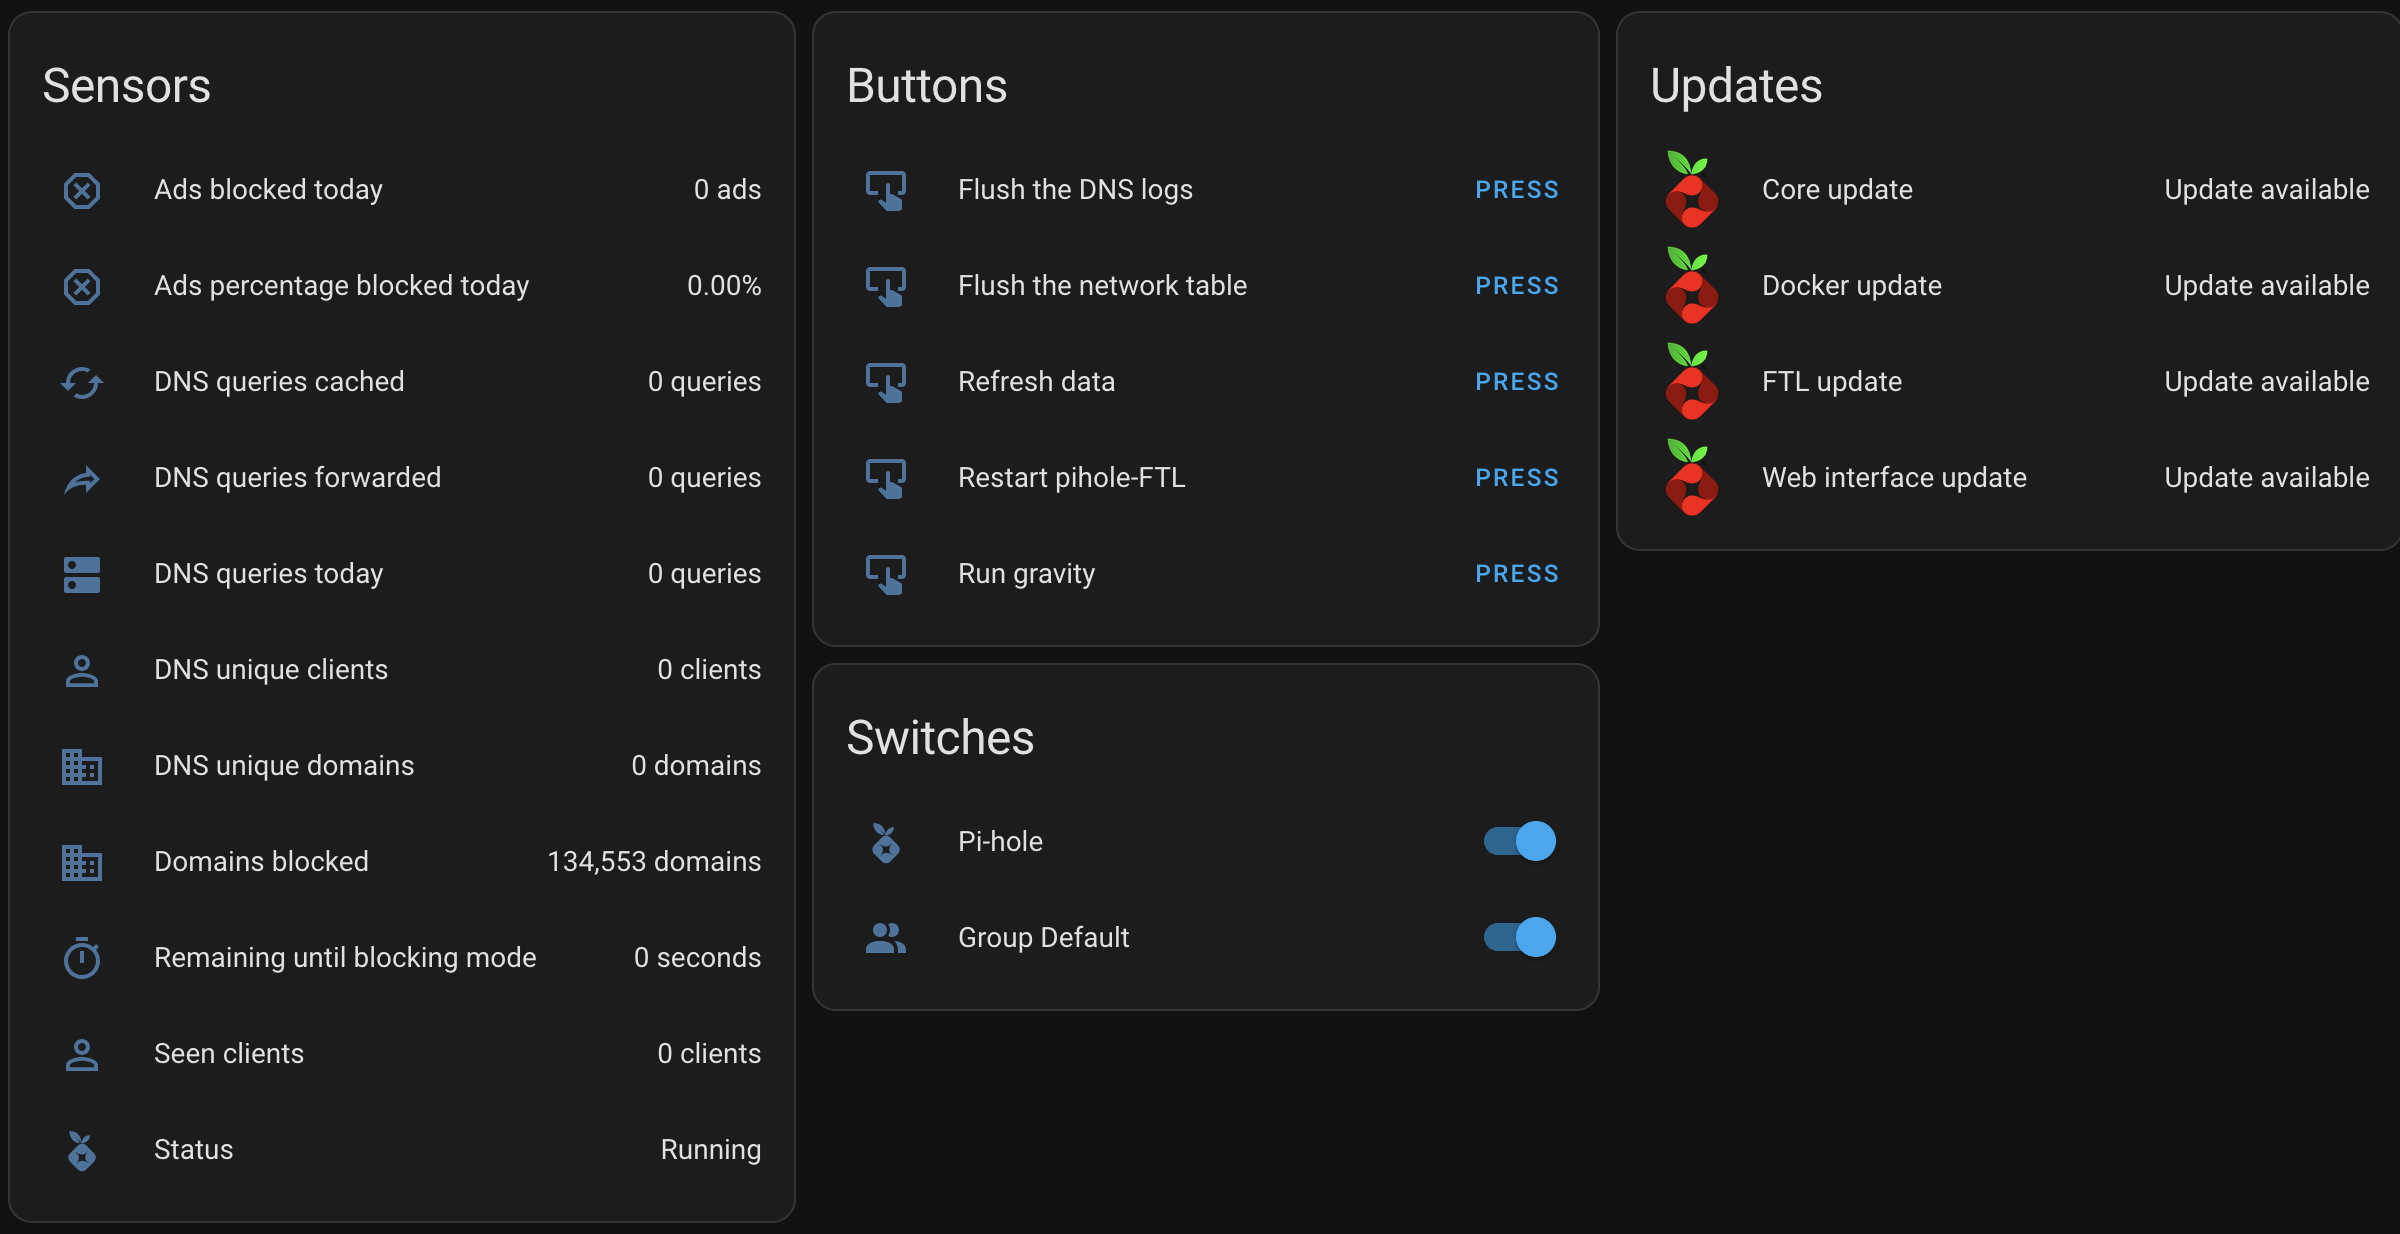 Sensors
Ads blocked today 0 ads
Ads percentage blocked today 0.00%
DNS queries cached 0 queries
DNS queries forwarded 0 queries
DNS queries today 0 queries
DNS unique clients 0 clients
DNS unique domains 0 domains
Domains blocked 134,553 domains
Remaining until blocking mode 0 seconds
Seen clients 0 clients
Status Running
Buttons
Flush the DNS logs PRESS
Flush the network table PRESS
Refresh data PRESS
Restart pihole-FTL PRESS
Run gravity PRESS
Switches
Pi-hole
Group Default
Updates
Core update Update available
Docker update Update available
FTL update Update available
Web interface update Update available